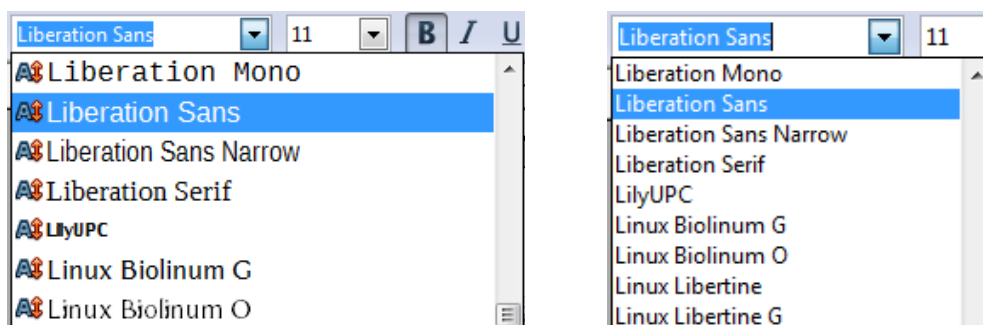 Liberation Sans 11 B I U
Liberation Mono
Liberation Sans
Liberation Sans Narrow
Liberation Serif
LilyUPC
Linux Biolinum G
Linux Biolinum O
Liberation Sans 11
Liberation Mono
Liberation Sans
Liberation Sans Narrow
Liberation Serif
LilyUPC
Linux Biolinum G
Linux Biolinum O
Linux Libertine
Linux Libertine G